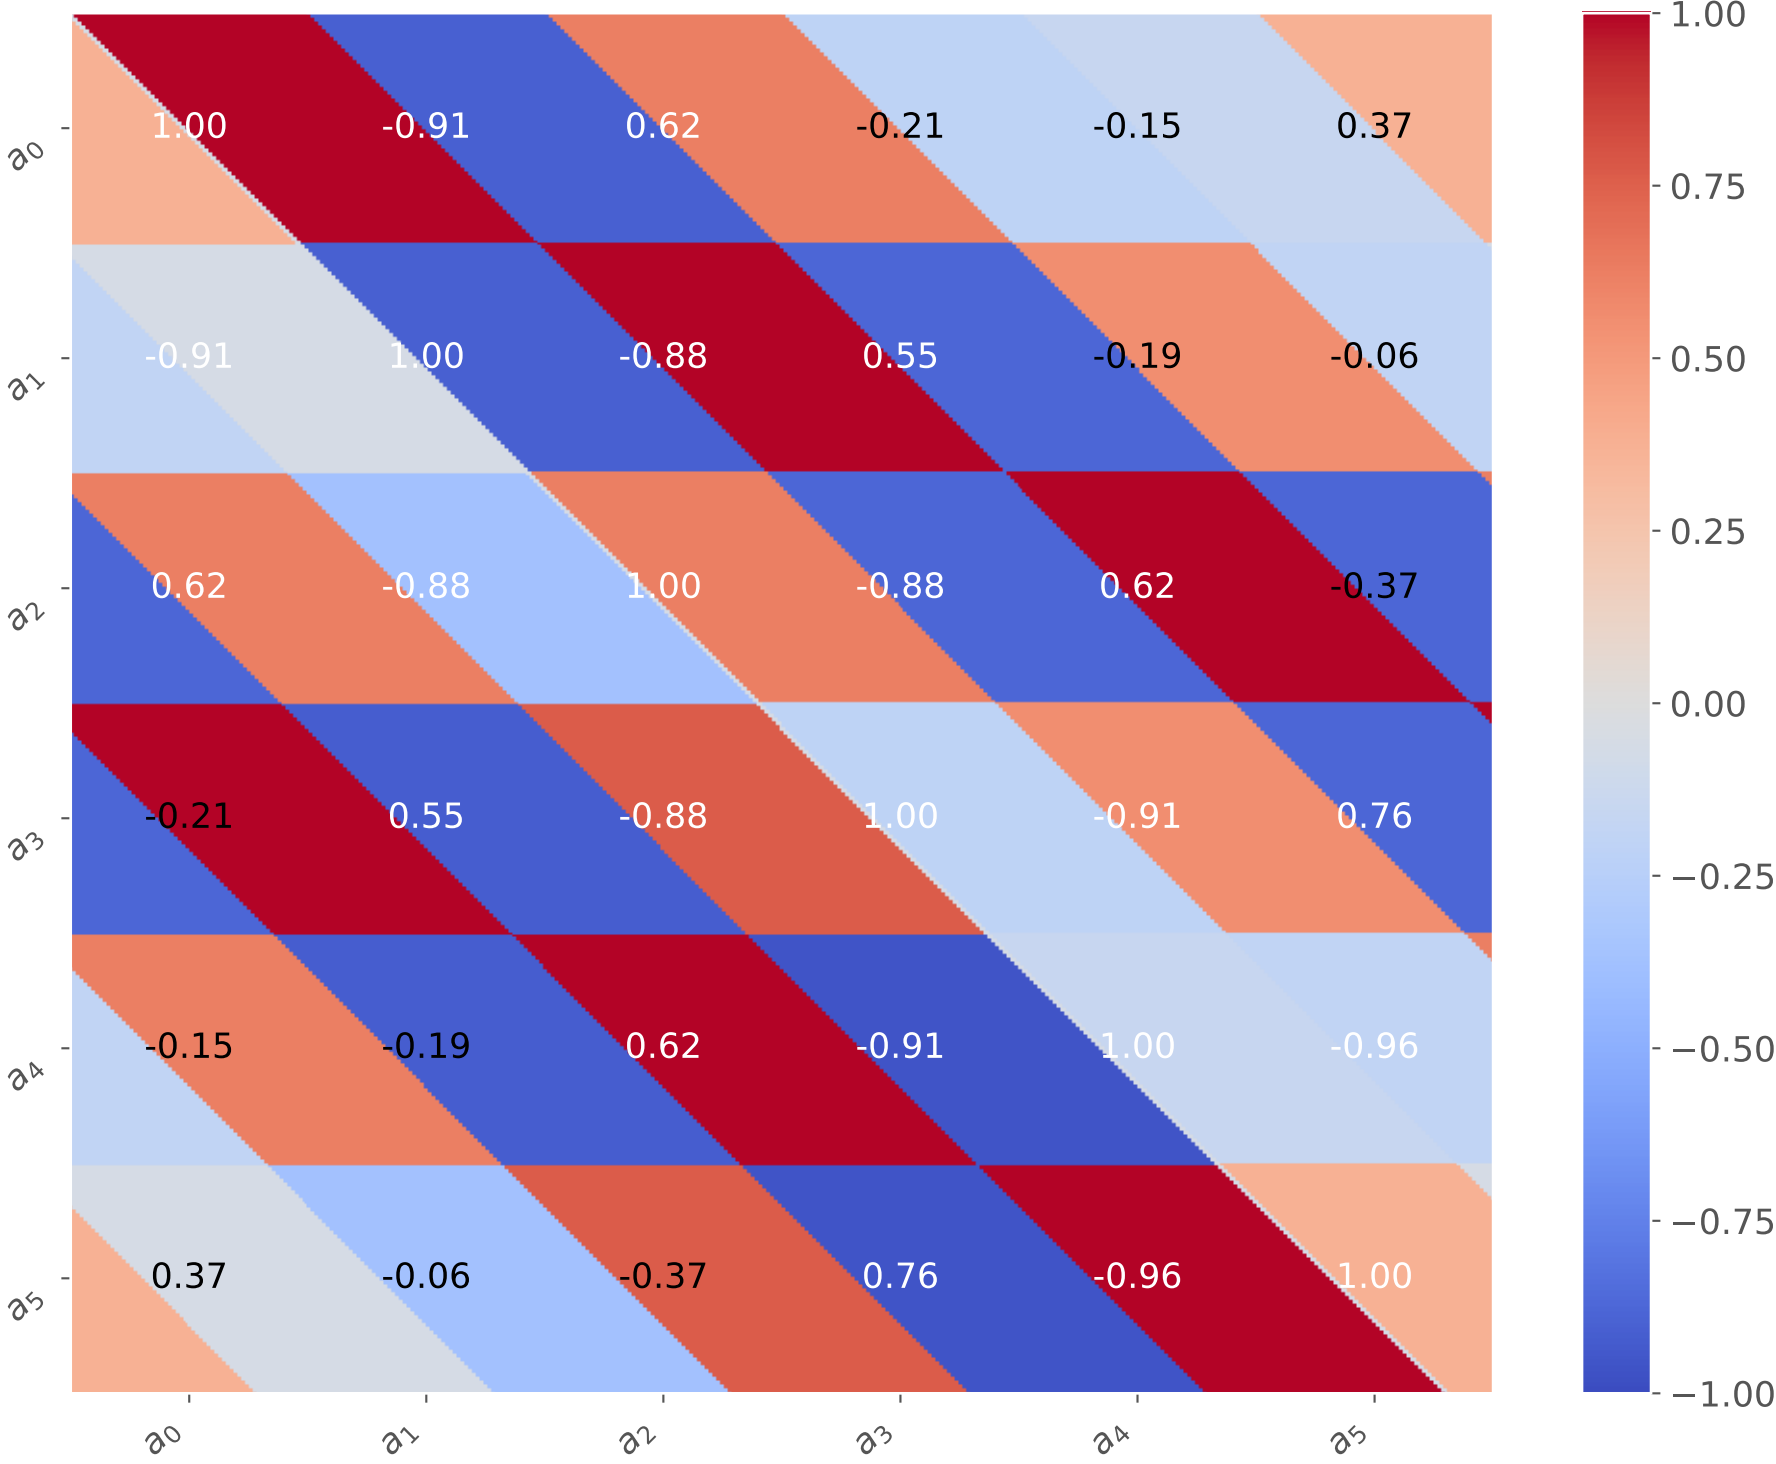 1.00
a0 1.00 -0.91 0.62 -0.21 -0.15 0.37
0.75
a1 -0.91 1.00 -0.88 0.55 -0.19 -0.06
0.50
0.25
a2 0.62 -0.88 1.00 -0.88 0.62 -0.37
0.00
a3 -0.21 0.55 -0.88 1.00 -0.91 0.76
−0.25
a4 -0.15 -0.19 0.62 -0.91 1.00 -0.96
−0.50
−0.75
a5 0.37 -0.06 -0.37 0.76 -0.96 1.00
−1.00
a0 a1 a2 a3 a4 a5